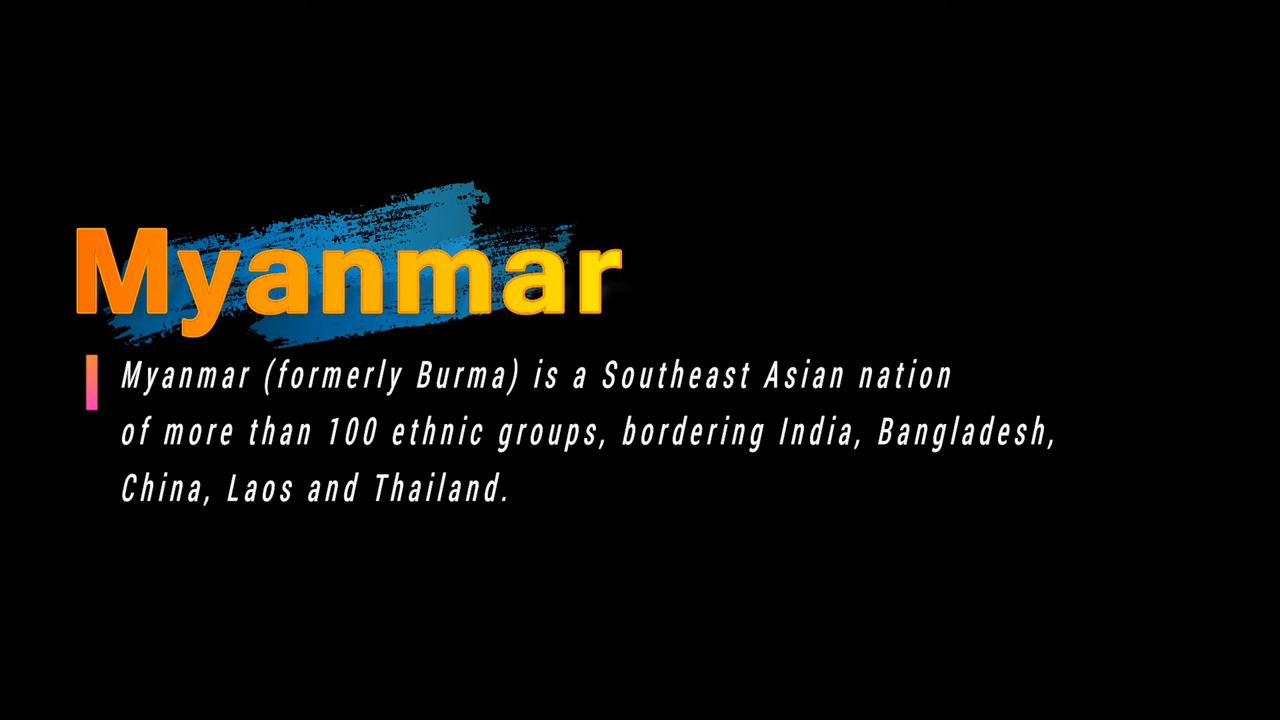 Myanmar
Myanmar (formerly Burma) is a Southeast Asian nation
of more than 100 ethnic groups, bordering India, Bangladesh,
China, Laos and Thailand.